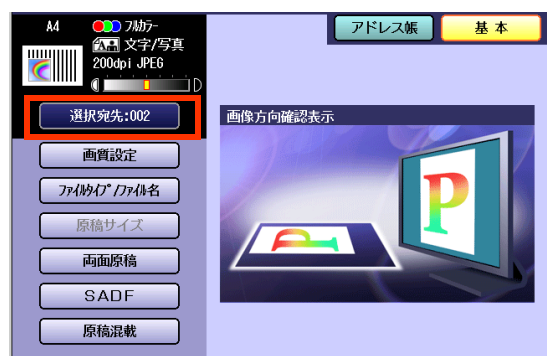 A4 フルカラー
文字/写真
200dpi JPEG
アドレス帳
基 本
選択宛先:002
画像方向確認表示
画質設定
ファイルタイプ/ファイル名
原稿サイズ
両面原稿
SADF
原稿混載
P
P